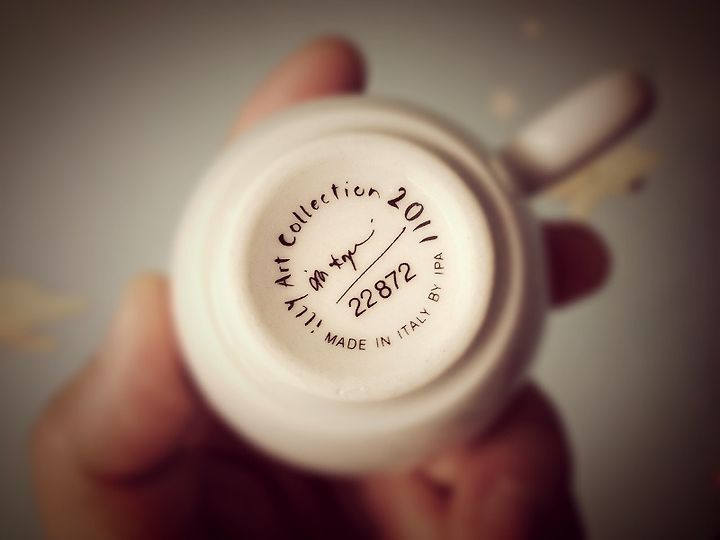 illy Art Collection 2011
22872
MADE IN ITALY BY IPA